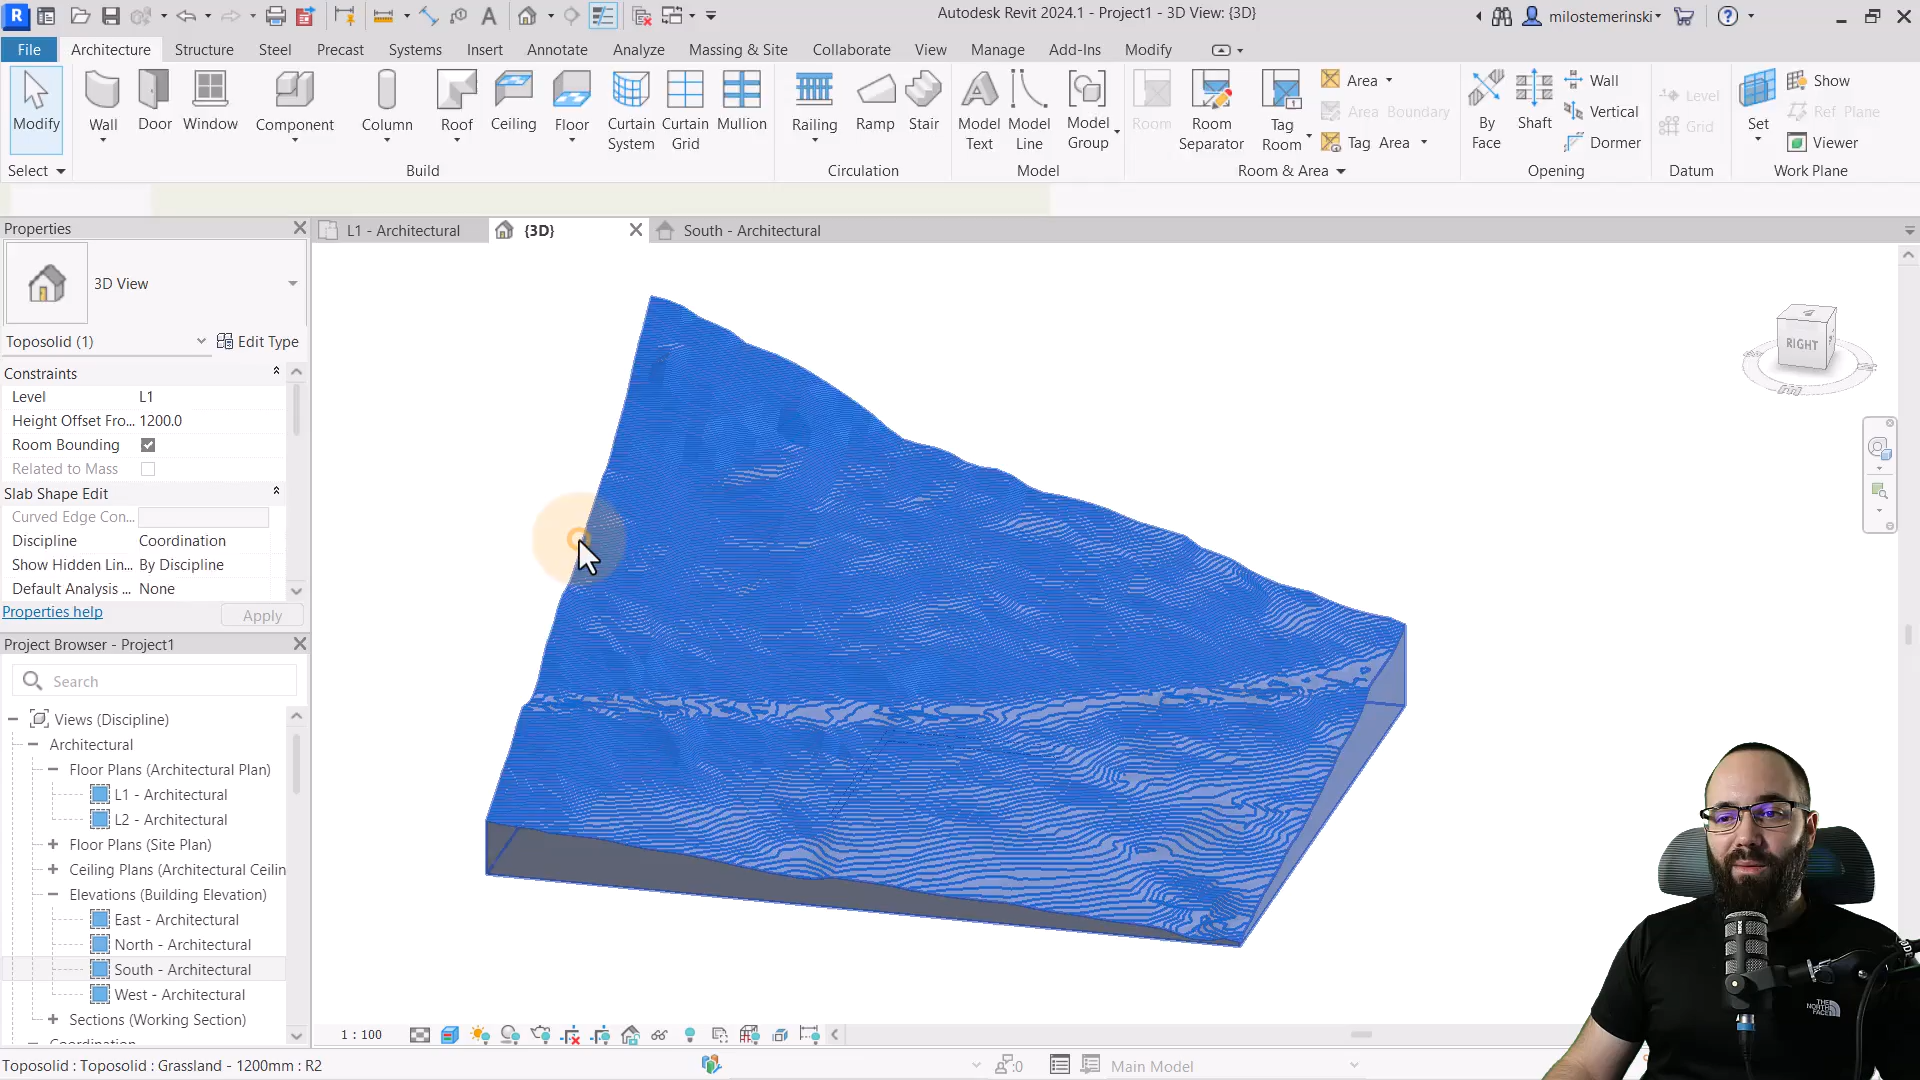 R
Autodesk Revit 2024.1 - Project1 - 3D View: {3D}
milostemerinski
File
Architecture
Structure
Steel
Precast
Systems
Insert
Annotate
Analyze
Massing & Site
Collaborate
View
Manage
Add-Ins
Modify
Modify
Wall
Door
Window
Component
Column
Roof
Ceiling
Floor
Curtain
System
Curtain
Grid
Mullion
Railing
Ramp
Stair
Model
Text
Model
Line
Model
Group
Room
Room
Separator
Tag
Room
Area
Area Boundary
Tag Area
By
Face
Shaft
Wall
Vertical
Dormer
Level
Grid
Set
Show
Ref Plane
Viewer
Select
Build
Circulation
Model
Room & Area
Opening
Datum
Work Plane
Properties
L1 - Architectural
{3D}
South - Architectural
3D View
Toposolid (1)
Edit Type
Constraints
Level L1
Height Offset Fro... 1200.0
Room Bounding
Related to Mass
Slab Shape Edit
Curved Edge Con...
Discipline Coordination
Show Hidden Lin... By Discipline
Default Analysis ... None
Properties help
Apply
RIGHT
Project Browser - Project1
Search
Views (Discipline)
Architectural
Floor Plans (Architectural Plan)
L1 - Architectural
L2 - Architectural
Floor Plans (Site Plan)
Ceiling Plans (Architectural Ceilin
Elevations (Building Elevation)
East - Architectural
North - Architectural
South - Architectural
West - Architectural
Sections (Working Section)
1 : 100
Toposolid : Toposolid : Grassland - 1200mm : R2
:0
Main Model
THE
NORTH
FACE